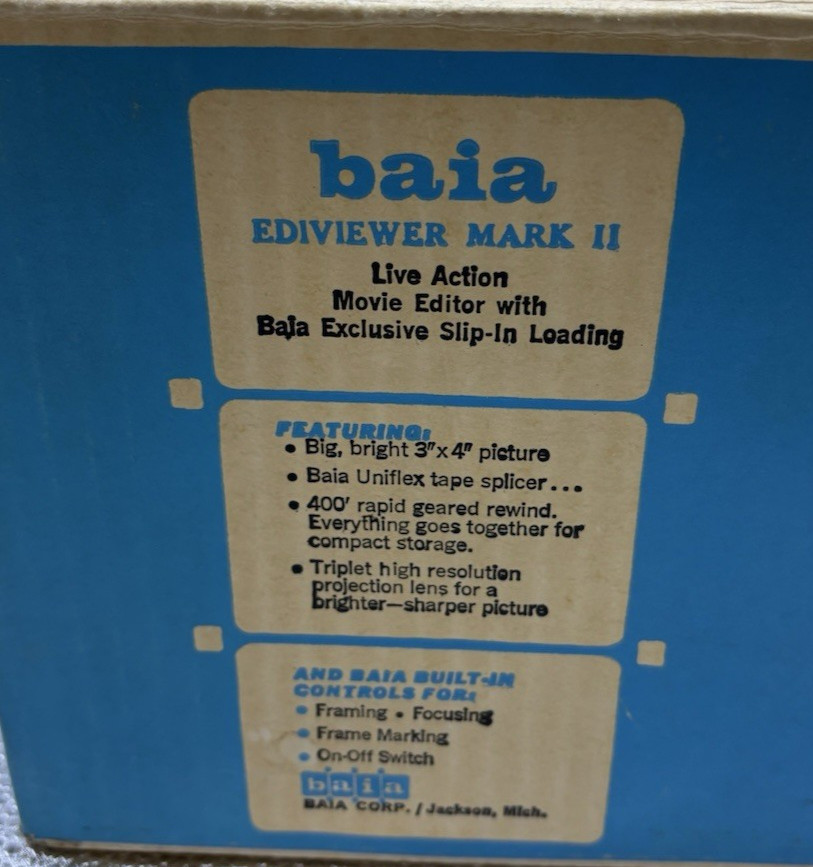 baia
EDIVIEWER MARK II
Live Action
Movie Editor with
Baia Exclusive Slip-In Loading
FEATURING:
• Big, bright 3"x4" picture
• Baia Uniflex tape splicer...
• 400' rapid geared rewind.
Everything goes together for
compact storage.
• Triplet high resolution
projection lens for a
brighter—sharper picture
AND BAIA BUILT-IN
CONTROLS FOR:
• Framing • Focusing
• Frame Marking
• On-Off Switch
baia
BAIA CORP. / Jackson, Mich.